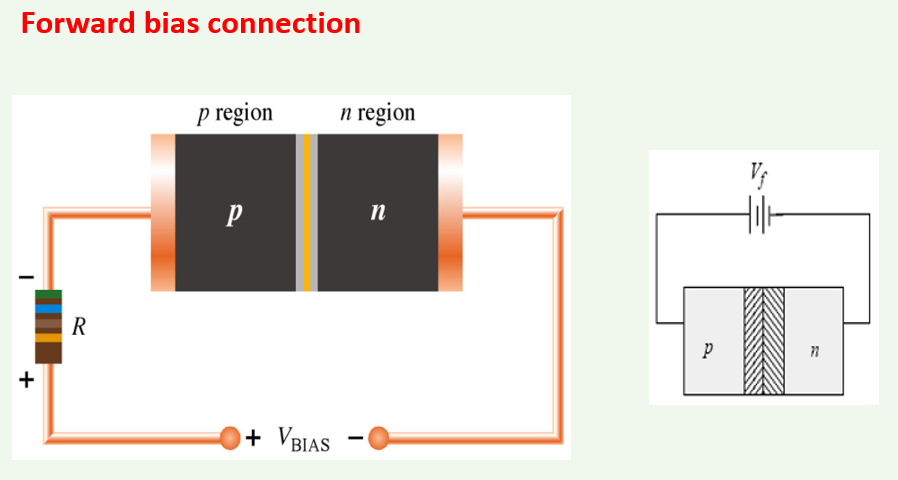 Forward bias connection
p region
n region
p
n
−
R
+
+ VBIAS −
Vf
p
n